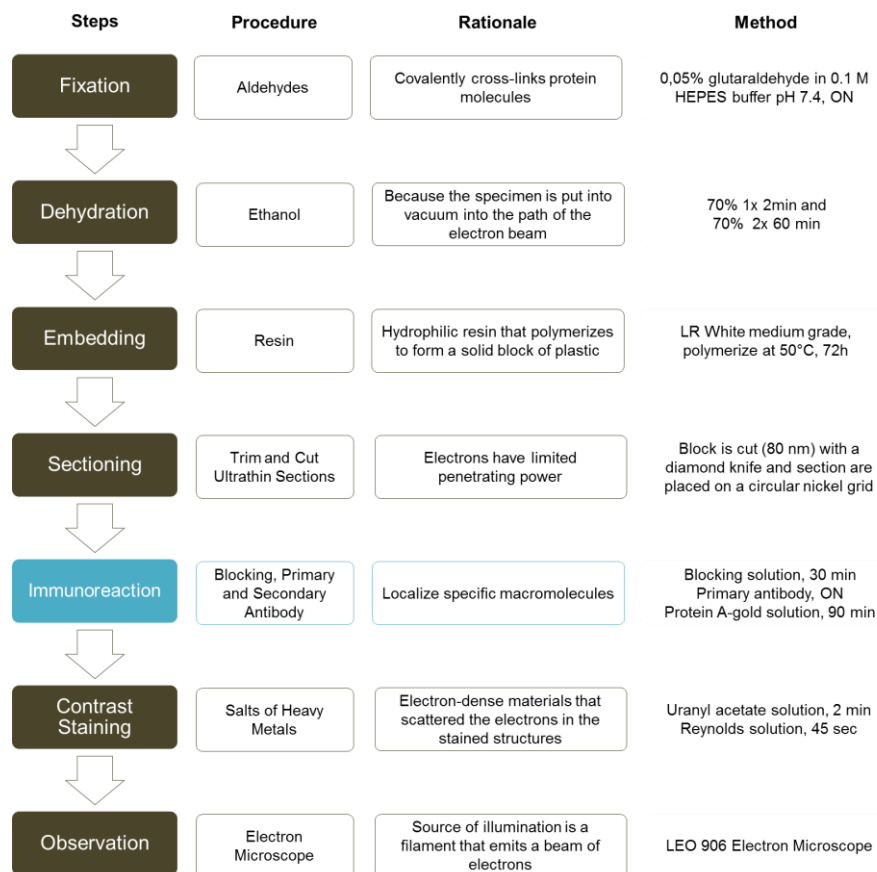 Steps
Procedure
Rationale
Method
Fixation
Aldehydes
Covalently cross-links protein
molecules
0,05% glutaraldehyde in 0.1 M
HEPES buffer pH 7.4, ON
Dehydration
Ethanol
Because the specimen is put into
vacuum into the path of the
electron beam
70% 1x 2min and
70% 2x 60 min
Embedding
Resin
Hydrophilic resin that polymerizes
to form a solid block of plastic
LR White medium grade,
polymerize at 50°C, 72h
Sectioning
Trim and Cut
Ultrathin Sections
Electrons have limited
penetrating power
Block is cut (80 nm) with a
diamond knife and section are
placed on a circular nickel grid
Immunoreaction
Blocking, Primary
and Secondary
Antibody
Localize specific macromolecules
Blocking solution, 30 min
Primary antibody, ON
Protein A-gold solution, 90 min
Contrast
Staining
Salts of Heavy
Metals
Electron-dense materials that
scattered the electrons in the
stained structures
Uranyl acetate solution, 2 min
Reynolds solution, 45 sec
Observation
Electron
Microscope
Source of illumination is a
filament that emits a beam of
electrons
LEO 906 Electron Microscope